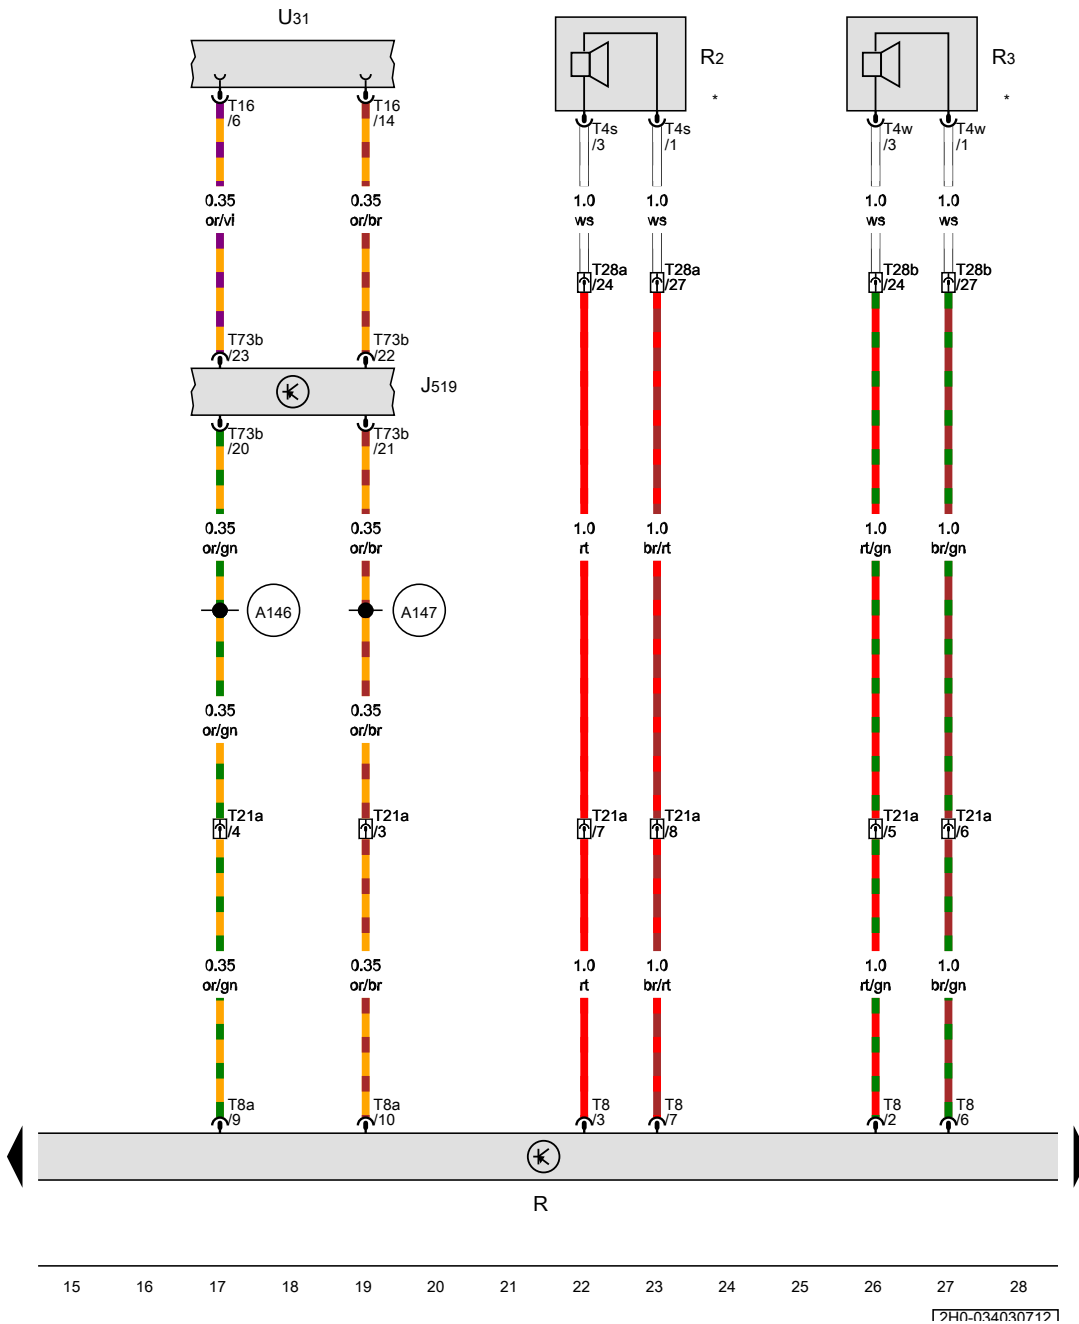 U31
R2
R3
*
*
T16
/6
T16
/14
T4s
/3
T4s
/1
T4w
/3
T4w
/1
0.35
or/vi
0.35
or/br
1.0
ws
1.0
ws
1.0
ws
1.0
ws
T28a
/24
T28a
/27
T28b
/24
T28b
/27
T73b
/23
T73b
/22
J519
T73b
/20
T73b
/21
0.35
or/gn
0.35
or/br
1.0
rt
1.0
br/rt
1.0
rt/gn
1.0
br/gn
A146
A147
0.35
or/gn
0.35
or/br
T21a
/4
T21a
/3
T21a
/7
T21a
/8
T21a
/5
T21a
/6
0.35
or/gn
0.35
or/br
1.0
rt
1.0
br/rt
1.0
rt/gn
1.0
br/gn
T8a
/9
T8a
/10
T8
/3
T8
/7
T8
/2
T8
/6
R
15 16 17 18 19 20 21 22 23 24 25 26 27 28
2H0-034030712